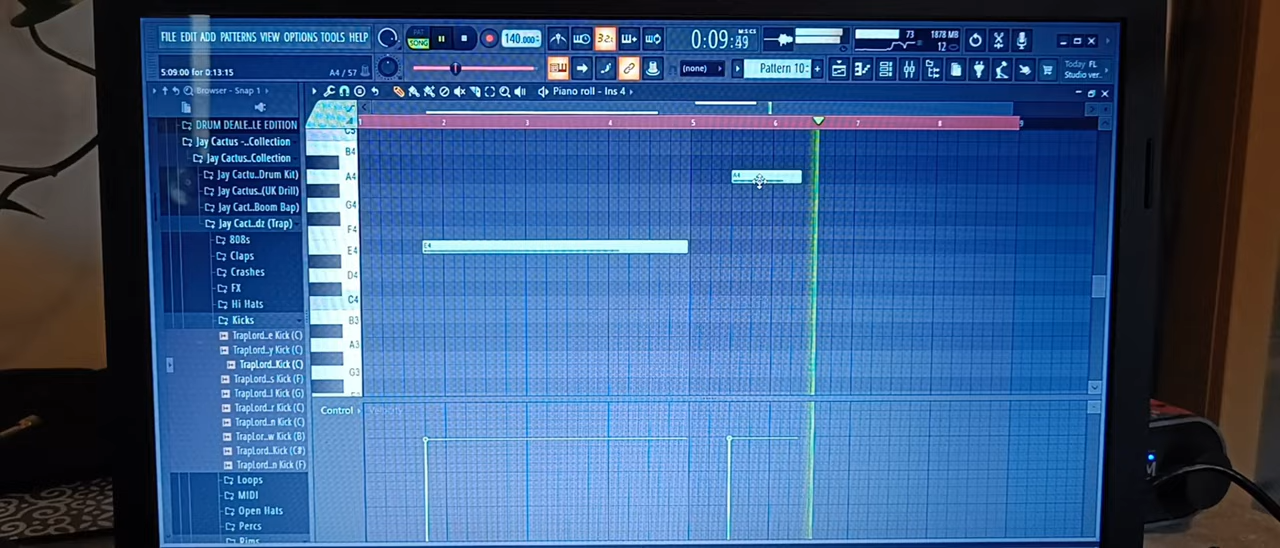 FILE EDIT ADD PATTERNS VIEW OPTIONS TOOLS HELP
SONG
140.000
0:09:49
M:S:CS
73
1878 MB
12
5:09:00 for 0:13:15
A4 / 57
(none)
Pattern 10
Today FL
Studio ver..
Browser - Snap 1
Piano roll - Ins 4
DRUM DEALE..LE EDITION
Jay Cactus -..Collection
Jay Cactus..Collection
Jay Cactu..Drum Kit)
Jay Cactus..(UK Drill)
Jay Cact..Boom Bap)
Jay Cact..dz (Trap)
808s
Claps
Crashes
FX
Hi Hats
Kicks
TrapLord..e Kick (C)
TrapLord..y Kick (C)
TrapLord..Kick (C)
TrapLord..s Kick (F)
TrapLord..l Kick (G)
TrapLord..r Kick (C)
TrapLord..n Kick (C)
TrapLor..w Kick (B)
TrapLord..Kick (C#)
TrapLord..n Kick (F)
Loops
MIDI
Open Hats
Percs
Rims
1 2 3 4 5 6 7 8 9
C5
B4
A4
G4
F4
E4
D4
C4
B3
A3
G3
A4
E4
Control
Velocity